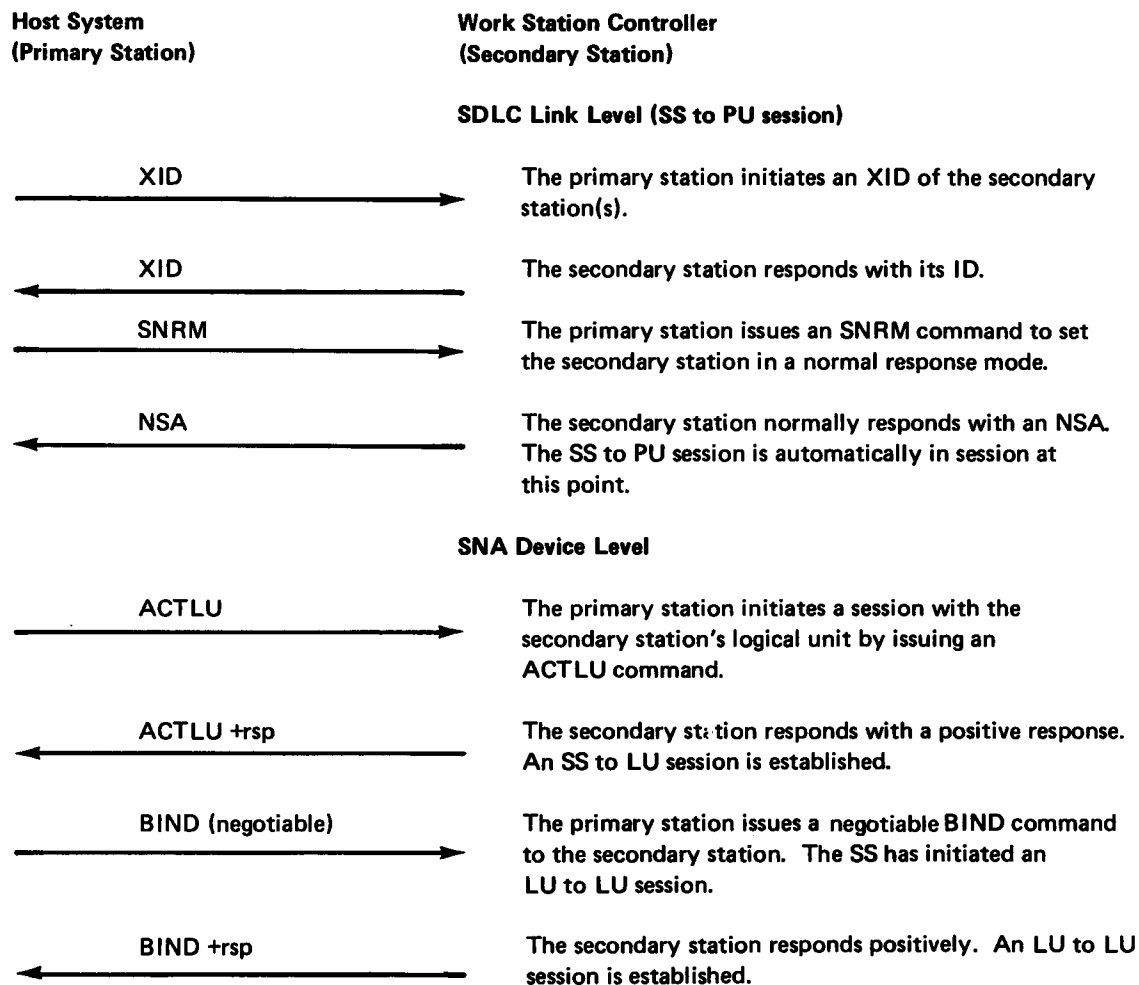 Host System
(Primary Station)
Work Station Controller
(Secondary Station)
SDLC Link Level (SS to PU session)
XID
The primary station initiates an XID of the secondary
station(s).
XID
The secondary station responds with its ID.
SNRM
The primary station issues an SNRM command to set
the secondary station in a normal response mode.
NSA
The secondary station normally responds with an NSA.
The SS to PU session is automatically in session at
this point.
SNA Device Level
ACTLU
The primary station initiates a session with the
secondary station's logical unit by issuing an
ACTLU command.
ACTLU +rsp
The secondary station responds with a positive response.
An SS to LU session is established.
BIND (negotiable)
The primary station issues a negotiable BIND command
to the secondary station. The SS has initiated an
LU to LU session.
BIND +rsp
The secondary station responds positively. An LU to LU
session is established.